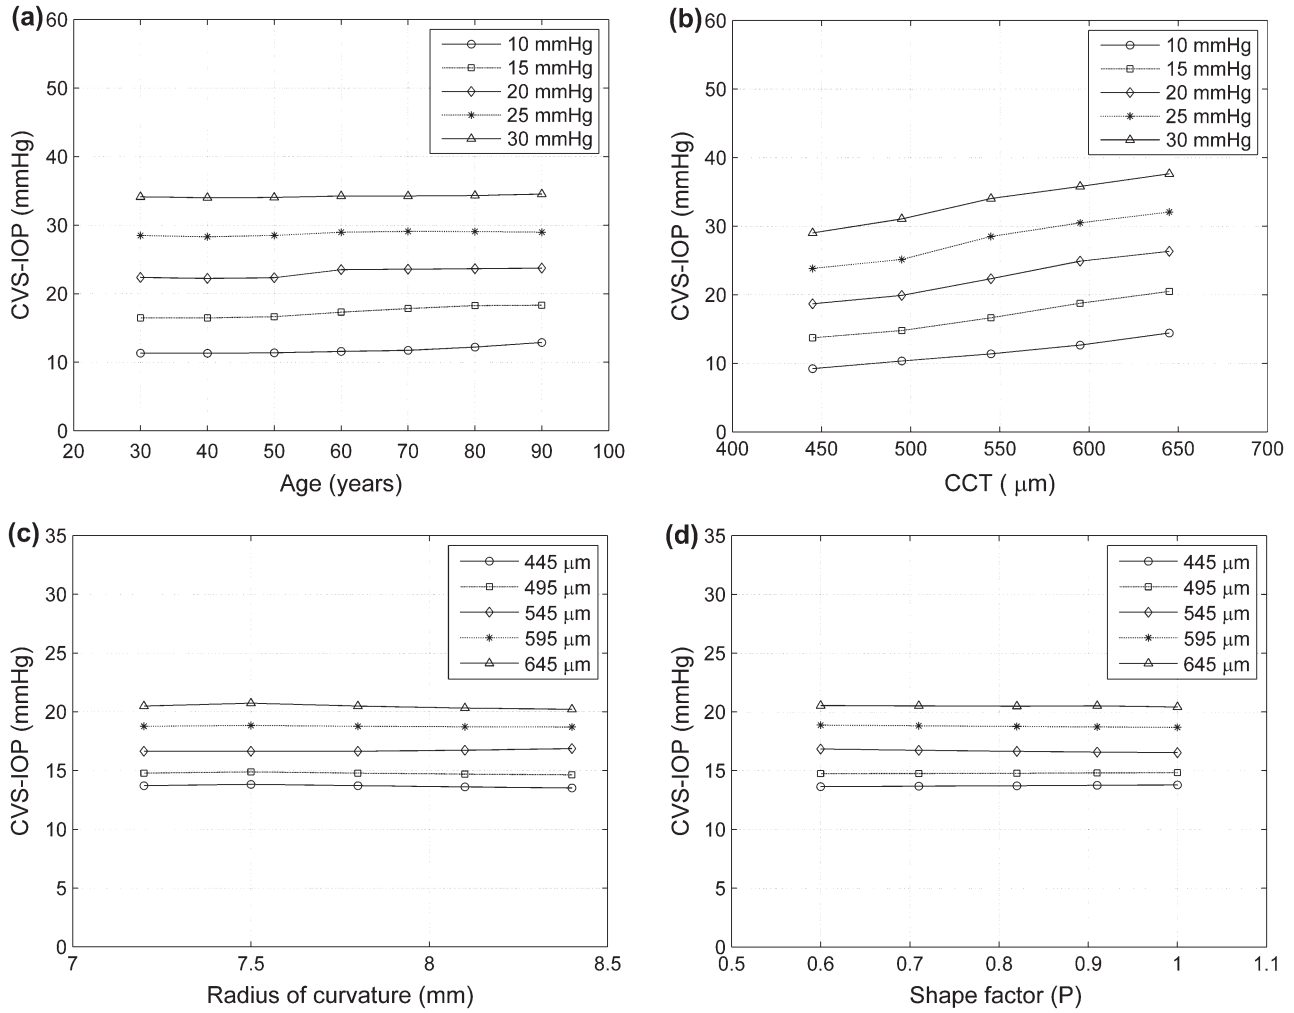 (a)
60
50
40
30
20
10
0
CVS-IOP (mmHg)
10 mmHg
15 mmHg
20 mmHg
25 mmHg
30 mmHg
20 30 40 50 60 70 80 90 100
Age (years)
(b)
60
50
40
30
20
10
0
CVS-IOP (mmHg)
10 mmHg
15 mmHg
20 mmHg
25 mmHg
30 mmHg
400 450 500 550 600 650 700
CCT ( μm)
(c)
35
30
25
20
15
10
5
0
CVS-IOP (mmHg)
445 μm
495 μm
545 μm
595 μm
645 μm
7 7.5 8 8.5
Radius of curvature (mm)
(d)
35
30
25
20
15
10
5
0
CVS-IOP (mmHg)
445 μm
495 μm
545 μm
595 μm
645 μm
0.5 0.6 0.7 0.8 0.9 1 1.1
Shape factor (P)